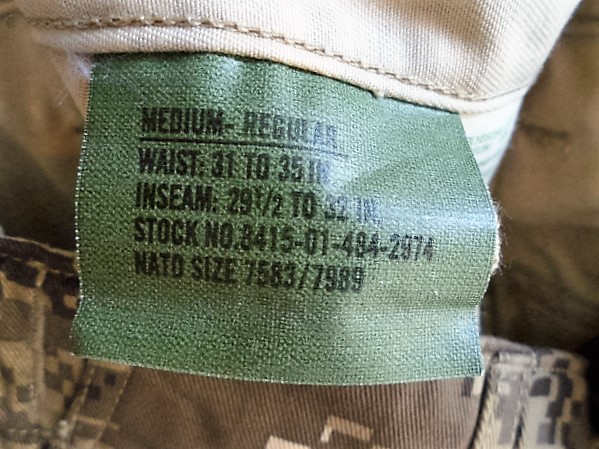 MEDIUM- REGULAR
WAIST: 31 TO 35 IN
INSEAM: 29 1/2 TO 32 IN.
STOCK NO.8415-01-484-2974
NATO SIZE 7583/7989